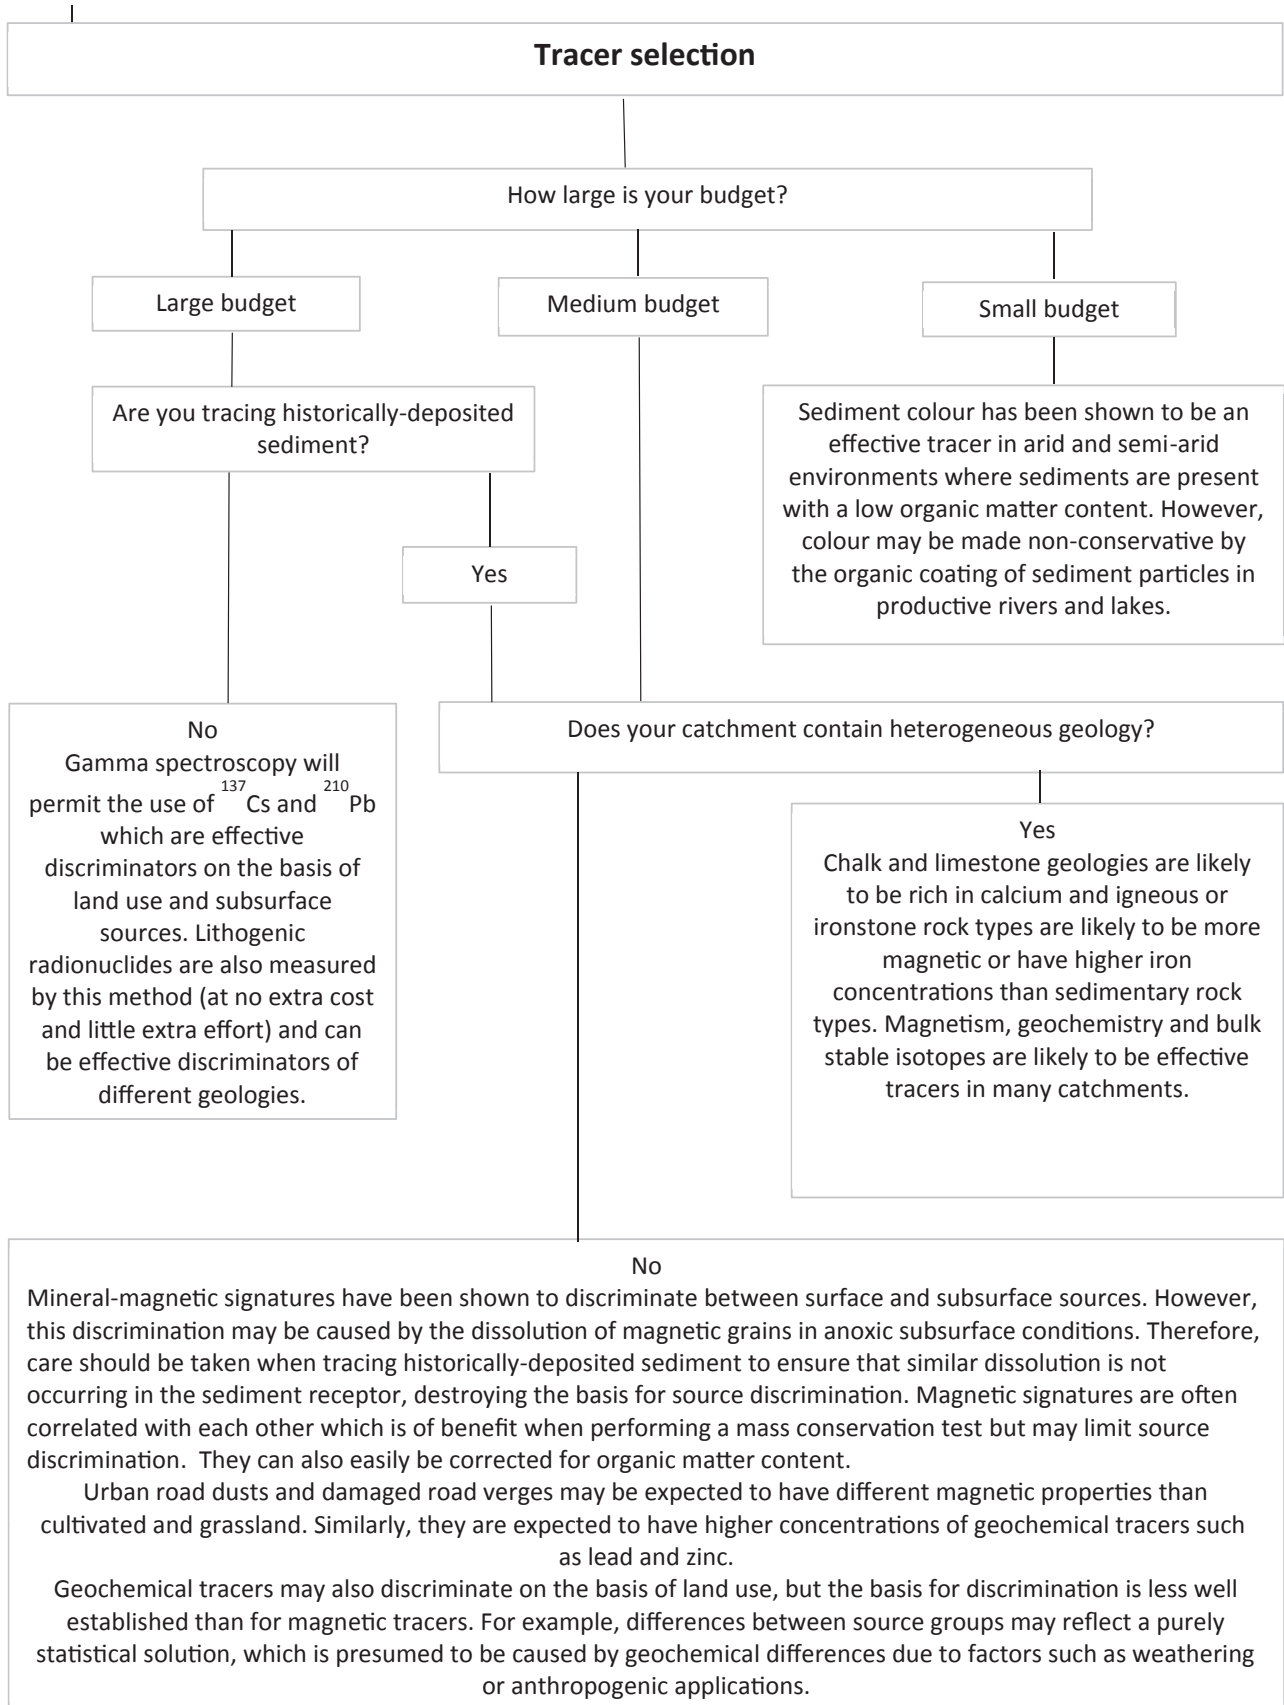 Tracer selection
How large is your budget?
Large budget
Medium budget
Small budget
Are you tracing historically-deposited
sediment?
Sediment colour has been shown to be an
effective tracer in arid and semi-arid
environments where sediments are present
with a low organic matter content. However,
colour may be made non-conservative by
the organic coating of sediment particles in
productive rivers and lakes.
Yes
No
Gamma spectroscopy will
permit the use of 137Cs and 210Pb
which are effective
discriminators on the basis of
land use and subsurface
sources. Lithogenic
radionuclides are also measured
by this method (at no extra cost
and little extra effort) and can
be effective discriminators of
different geologies.
Does your catchment contain heterogeneous geology?
Yes
Chalk and limestone geologies are likely
to be rich in calcium and igneous or
ironstone rock types are likely to be more
magnetic or have higher iron
concentrations than sedimentary rock
types. Magnetism, geochemistry and bulk
stable isotopes are likely to be effective
tracers in many catchments.
No
Mineral-magnetic signatures have been shown to discriminate between surface and subsurface sources. However,
this discrimination may be caused by the dissolution of magnetic grains in anoxic subsurface conditions. Therefore,
care should be taken when tracing historically-deposited sediment to ensure that similar dissolution is not
occurring in the sediment receptor, destroying the basis for source discrimination. Magnetic signatures are often
correlated with each other which is of benefit when performing a mass conservation test but may limit source
discrimination. They can also easily be corrected for organic matter content.
Urban road dusts and damaged road verges may be expected to have different magnetic properties than
cultivated and grassland. Similarly, they are expected to have higher concentrations of geochemical tracers such
as lead and zinc.
Geochemical tracers may also discriminate on the basis of land use, but the basis for discrimination is less well
established than for magnetic tracers. For example, differences between source groups may reflect a purely
statistical solution, which is presumed to be caused by geochemical differences due to factors such as weathering
or anthropogenic applications.